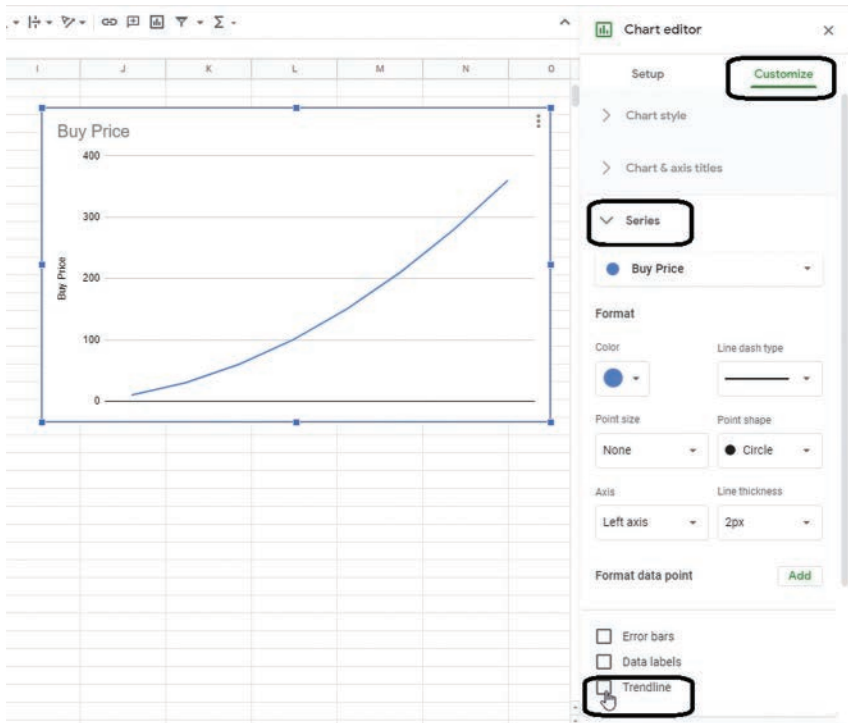 Chart editor
Setup Customize
I J K L M N O
Chart style
Buy Price
400
Chart & axis titles
300
Series
Buy Price
200
Buy Price
Format
100
Color Line dash type
0
Point size Point shape
None Circle
Axis Line thickness
Left axis 2px
Format data point Add
Error bars
Data labels
Trendline